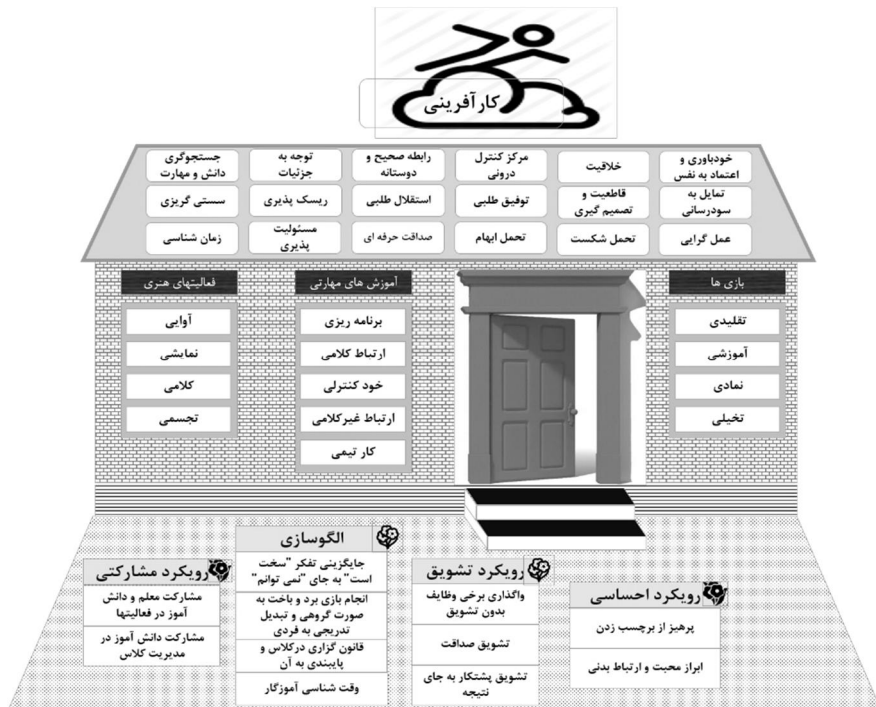 کارآفرینی
خودباوری و
اعتماد به نفس
خلاقیت
مرکز کنترل
درونی
رابطه صحیح و
دوستانه
توجه به
جزئیات
جستجوگری
دانش و مهارت
تمایل به
سودرسانی
قاطعیت و
تصمیم گیری
توفیق طلبی
استقلال طلبی
ریسک پذیری
سستی گریزی
عمل گرایی
تحمل شکست
تحمل ابهام
صداقت حرفه ای
مسئولیت
پذیری
زمان شناسی
بازی ها
تقلیدی
آموزشی
نمادی
تخیلی
آموزش های مهارتی
برنامه ریزی
ارتباط کلامی
خود کنترلی
ارتباط غیرکلامی
کار تیمی
فعالیتهای هنری
آوایی
نمایشی
کلامی
تجسمی
رویکرد احساسی
پرهیز از برچسب زدن
ابراز محبت و ارتباط بدنی
رویکرد تشویق
واگذاری برخی وظایف
بدون تشویق
تشویق صداقت
تشویق پشتکار به جای
نتیجه
الگوسازی
جایگزینی تفکر "سخت
است" به جای "نمی توانم"
انجام بازی برد و باخت به
صورت گروهی و تبدیل
تدریجی به فردی
قانون گزاری درکلاس و
پایبندی به آن
وقت شناسی آموزگار
رویکرد مشارکتی
مشارکت معلم و دانش
آموز در فعالیتها
مشارکت دانش آموز در
مدیریت کلاس